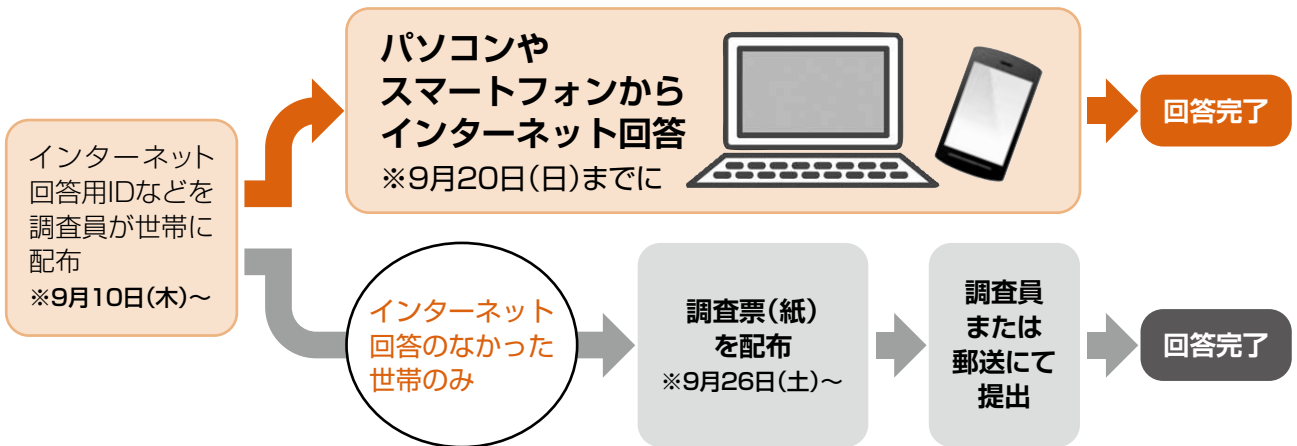 インターネット
回答用IDなどを
調査員が世帯に
配布
※9月10日(木)～
パソコンや
スマートフォンから
インターネット回答
※9月20日(日)までに
回答完了
インターネット
回答のなかった
世帯のみ
調査票(紙)
を配布
※9月26日(土)～
調査員
または
郵送にて
提出
回答完了